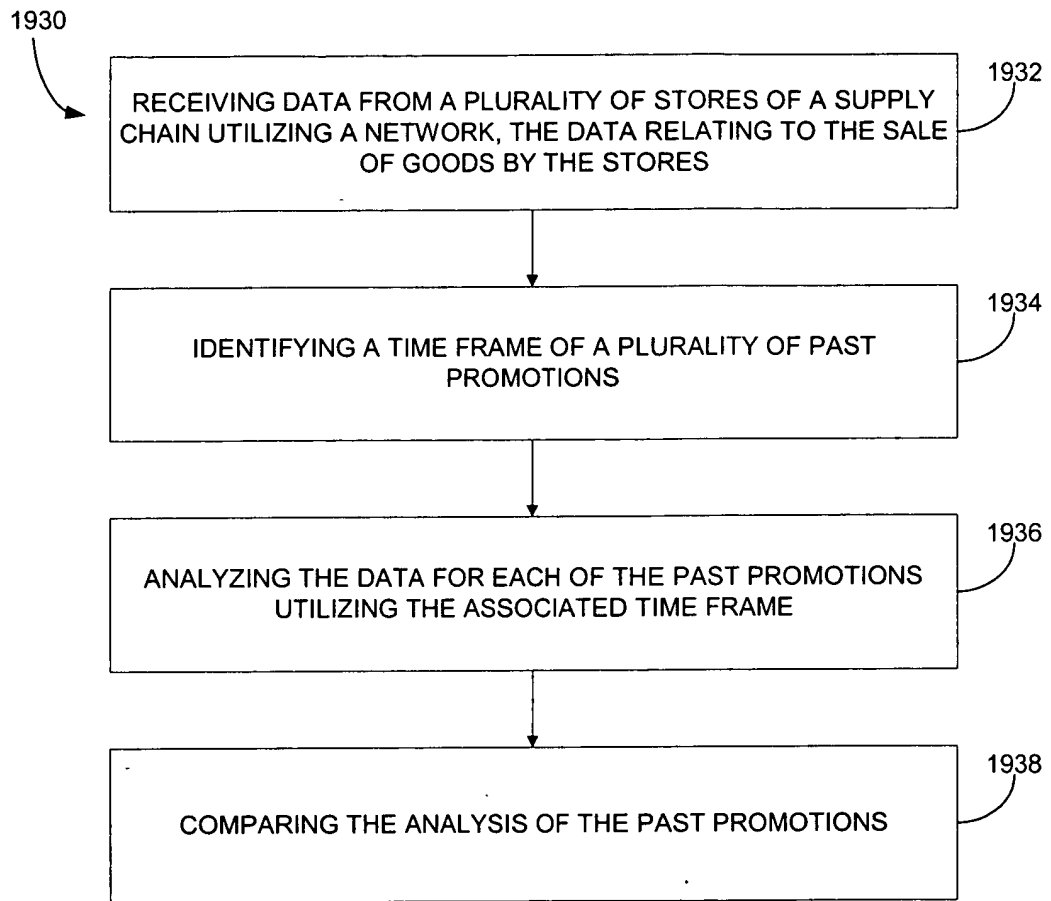 1930
1932
RECEIVING DATA FROM A PLURALITY OF STORES OF A SUPPLY
CHAIN UTILIZING A NETWORK, THE DATA RELATING TO THE SALE
OF GOODS BY THE STORES
1934
IDENTIFYING A TIME FRAME OF A PLURALITY OF PAST
PROMOTIONS
1936
ANALYZING THE DATA FOR EACH OF THE PAST PROMOTIONS
UTILIZING THE ASSOCIATED TIME FRAME
1938
COMPARING THE ANALYSIS OF THE PAST PROMOTIONS